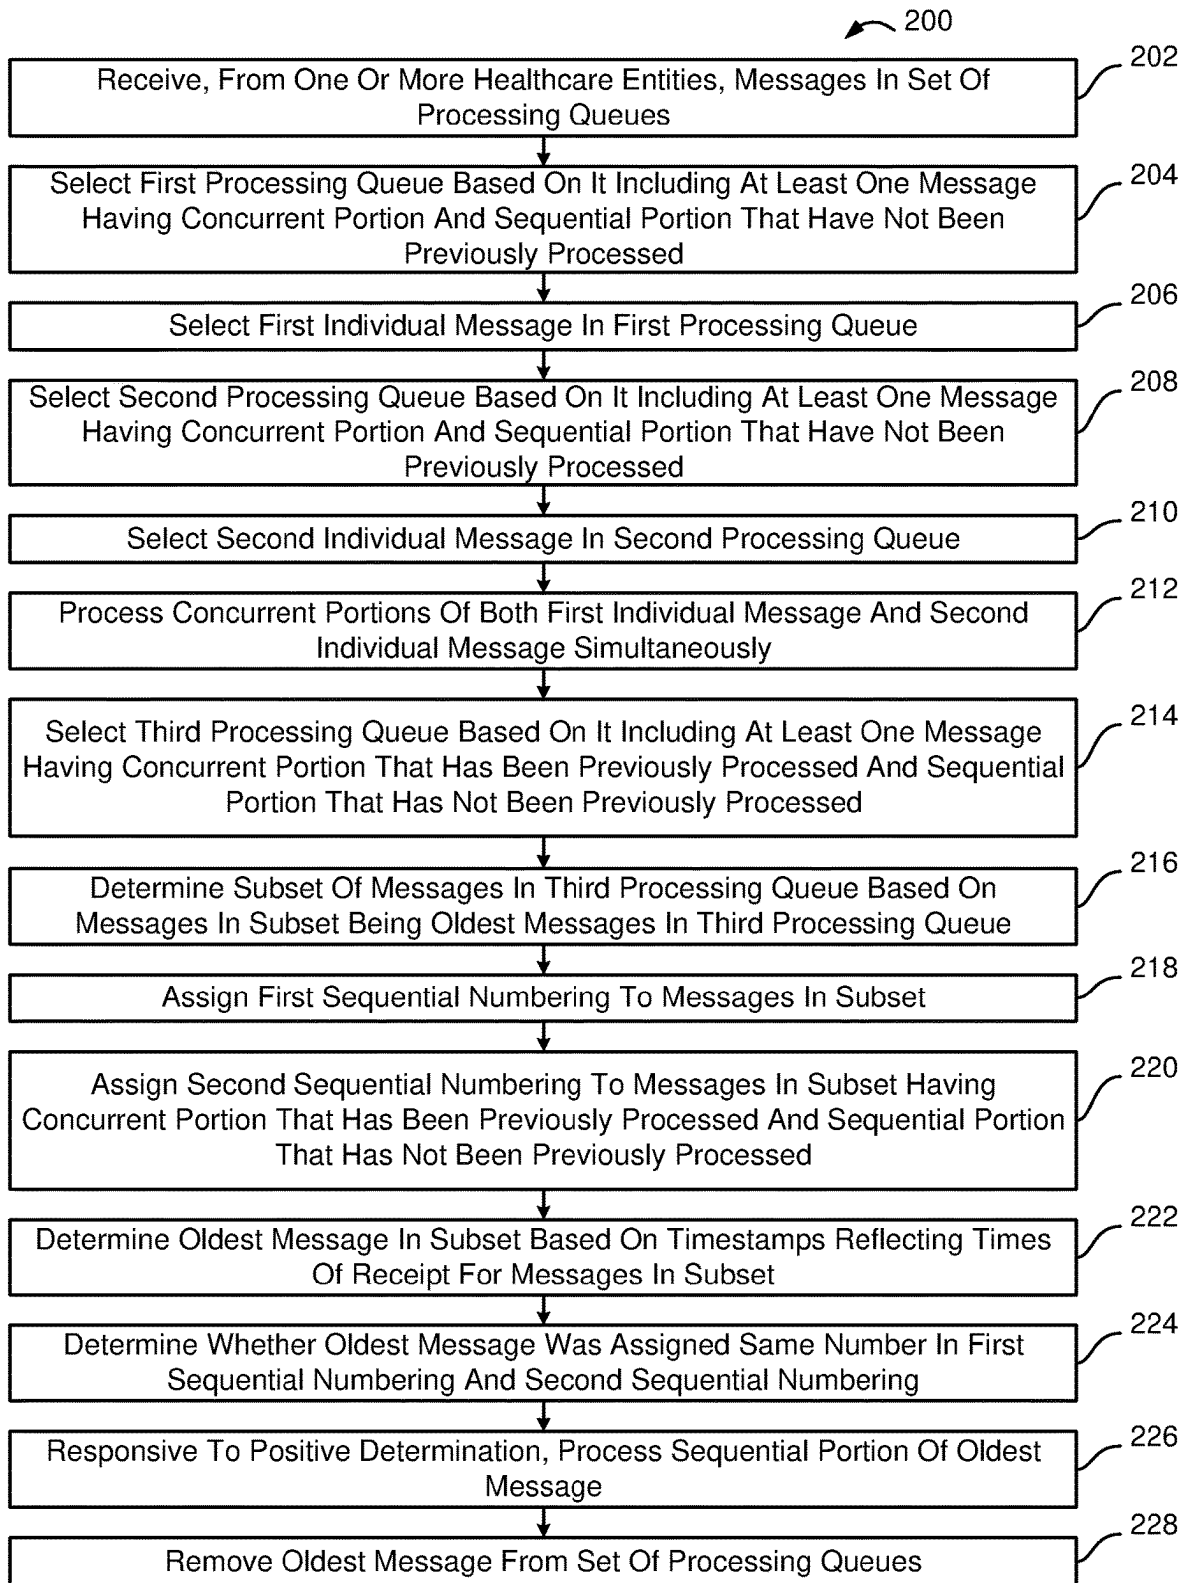 200
Receive, From One Or More Healthcare Entities, Messages In Set Of
Processing Queues
202
Select First Processing Queue Based On It Including At Least One Message
Having Concurrent Portion And Sequential Portion That Have Not Been
Previously Processed
204
Select First Individual Message In First Processing Queue
206
Select Second Processing Queue Based On It Including At Least One Message
Having Concurrent Portion And Sequential Portion That Have Not Been
Previously Processed
208
Select Second Individual Message In Second Processing Queue
210
Process Concurrent Portions Of Both First Individual Message And Second
Individual Message Simultaneously
212
Select Third Processing Queue Based On It Including At Least One Message
Having Concurrent Portion That Has Been Previously Processed And Sequential
Portion That Has Not Been Previously Processed
214
Determine Subset Of Messages In Third Processing Queue Based On
Messages In Subset Being Oldest Messages In Third Processing Queue
216
Assign First Sequential Numbering To Messages In Subset
218
Assign Second Sequential Numbering To Messages In Subset Having
Concurrent Portion That Has Been Previously Processed And Sequential Portion
That Has Not Been Previously Processed
220
Determine Oldest Message In Subset Based On Timestamps Reflecting Times
Of Receipt For Messages In Subset
222
Determine Whether Oldest Message Was Assigned Same Number In First
Sequential Numbering And Second Sequential Numbering
224
Responsive To Positive Determination, Process Sequential Portion Of Oldest
Message
226
Remove Oldest Message From Set Of Processing Queues
228